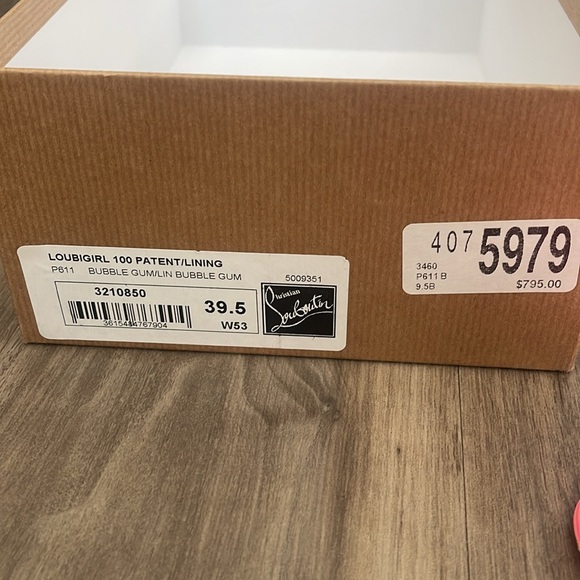 LOUBIGIRL 100 PATENT/LINING
P611 BUBBLE GUM/LIN BUBBLE GUM
5009351
3210850
39.5
3615484767904
W53
Christian
Louboutin
407 5979
3460
P611 B
9.5B $795.00